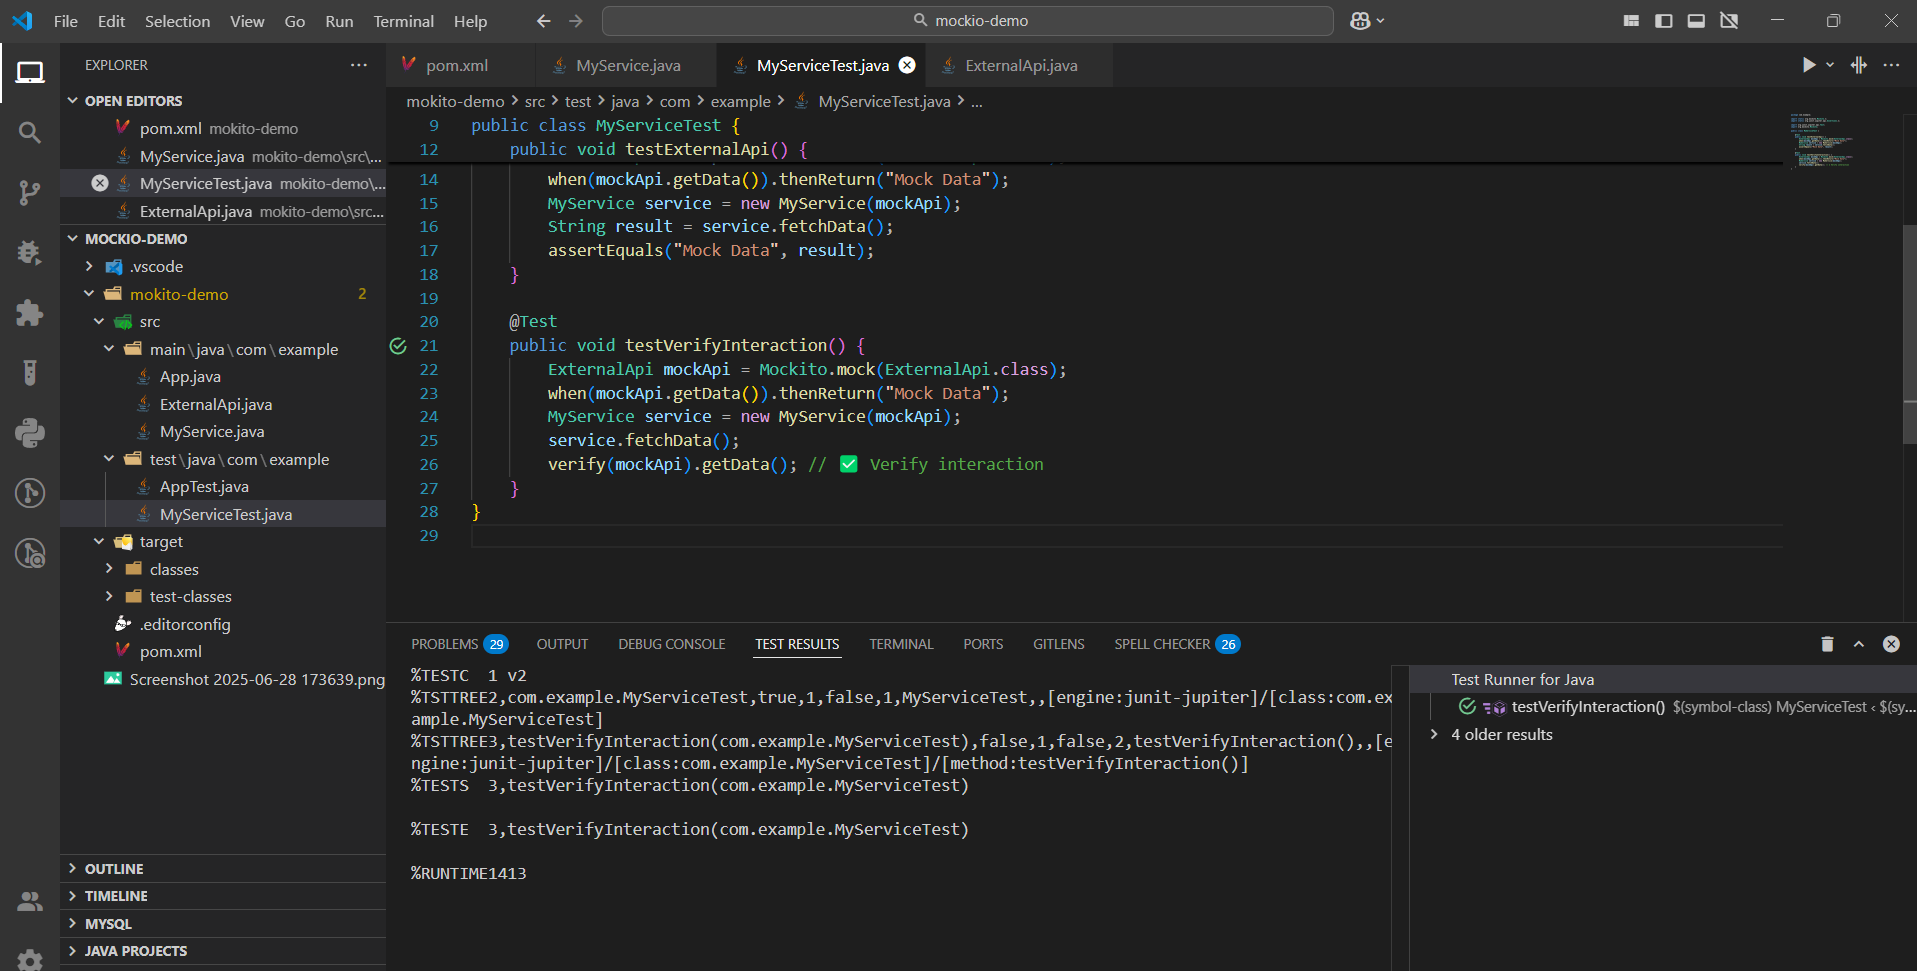 File Edit Selection View Go Run Terminal Help
mockio-demo
EXPLORER
OPEN EDITORS
pom.xml mokito-demo
MyService.java mokito-demo\src\...
MyServiceTest.java mokito-demo\...
ExternalApi.java mokito-demo\src...
MOCKIO-DEMO
.vscode
mokito-demo 2
src
main\java\com\example
App.java
ExternalApi.java
MyService.java
test\java\com\example
AppTest.java
MyServiceTest.java
target
classes
test-classes
.editorconfig
pom.xml
Screenshot 2025-06-28 173639.png
OUTLINE
TIMELINE
MYSQL
JAVA PROJECTS
pom.xml MyService.java MyServiceTest.java ExternalApi.java
mokito-demo > src > test > java > com > example > MyServiceTest.java > ...
9 public class MyServiceTest {
12 public void testExternalApi() {
14 when(mockApi.getData()).thenReturn("Mock Data");
15 MyService service = new MyService(mockApi);
16 String result = service.fetchData();
17 assertEquals("Mock Data", result);
18 }
19
20 @Test
21 public void testVerifyInteraction() {
22 ExternalApi mockApi = Mockito.mock(ExternalApi.class);
23 when(mockApi.getData()).thenReturn("Mock Data");
24 MyService service = new MyService(mockApi);
25 service.fetchData();
26 verify(mockApi).getData(); // ✅ Verify interaction
27 }
28 }
29
PROBLEMS 29 OUTPUT DEBUG CONSOLE TEST RESULTS TERMINAL PORTS GITLENS SPELL CHECKER 26
%TESTC 1 v2
%TSTTREE2,com.example.MyServiceTest,true,1,false,1,MyServiceTest,,[engine:junit-jupiter]/[class:com.ex
ample.MyServiceTest]
%TSTTREE3,testVerifyInteraction(com.example.MyServiceTest),false,1,false,2,testVerifyInteraction(),,[e
ngine:junit-jupiter]/[class:com.example.MyServiceTest]/[method:testVerifyInteraction()]
%TESTS 3,testVerifyInteraction(com.example.MyServiceTest)
%TESTE 3,testVerifyInteraction(com.example.MyServiceTest)
%RUNTIME1413
Test Runner for Java
testVerifyInteraction() $(symbol-class) MyServiceTest ‹ $(sy...
4 older results